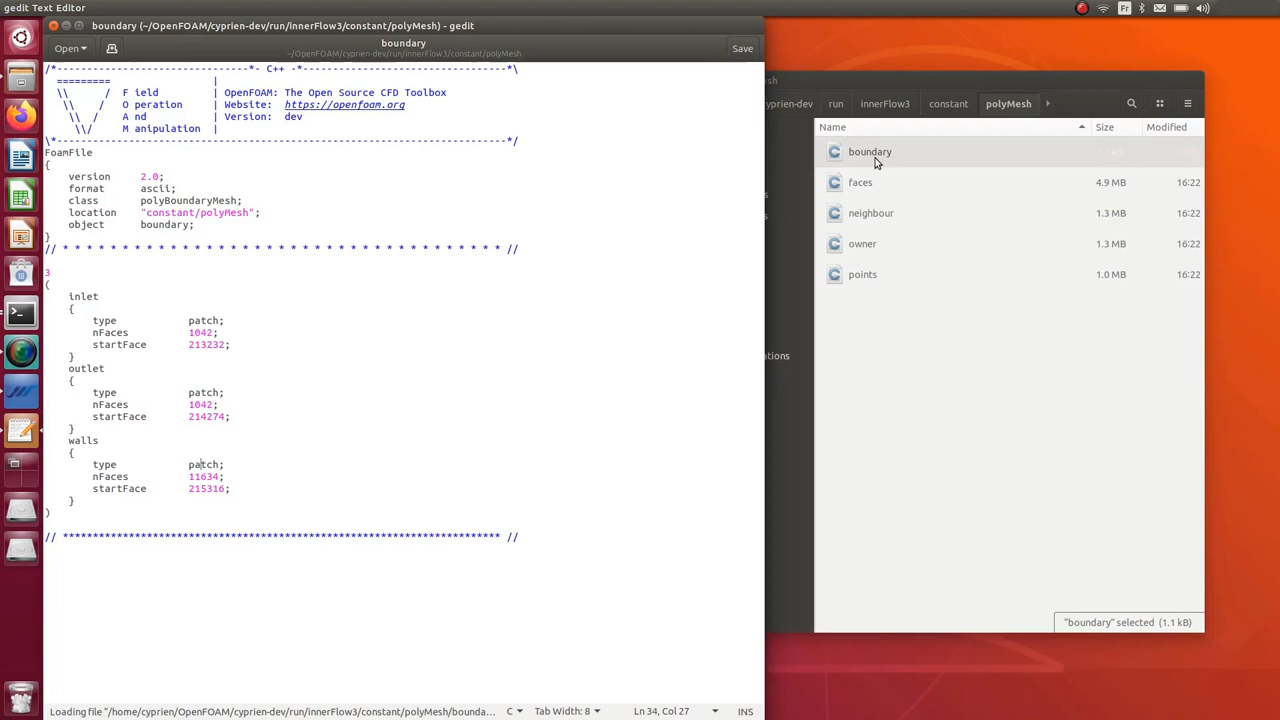 gedit Text Editor
Fr
boundary (~/OpenFOAM/cyprien-dev/run/innerFlow3/constant/polyMesh) - gedit
Open
boundary
~/OpenFOAM/cyprien-dev/run/innerFlow3/constant/polyMesh
Save
/*--------------------------------*- C++ -*----------------------------------*\
========= |
\\ / F ield | OpenFOAM: The Open Source CFD Toolbox
\\ / O peration | Website: https://openfoam.org
\\ / A nd | Version: dev
\\/ M anipulation |
\*---------------------------------------------------------------------------*/
FoamFile
{
version 2.0;
format ascii;
class polyBoundaryMesh;
location "constant/polyMesh";
object boundary;
}
// * * * * * * * * * * * * * * * * * * * * * * * * * * * * * * * * * * * * * //
3
(
inlet
{
type patch;
nFaces 1042;
startFace 213232;
}
outlet
{
type patch;
nFaces 1042;
startFace 214274;
}
walls
{
type patch;
nFaces 11634;
startFace 215316;
}
)
// ************************************************************************* //
Loading file "/home/cyprien/OpenFOAM/cyprien-dev/run/innerFlow3/constant/polyMesh/bounda...
C
Tab Width: 8
Ln 34, Col 27
INS
sh
yprien-dev
run
innerFlow3
constant
polyMesh
Name Size Modified
boundary
faces 4.9 MB 16:22
neighbour 1.3 MB 16:22
owner 1.3 MB 16:22
points 1.0 MB 16:22
ations
"boundary" selected (1.1 kB)